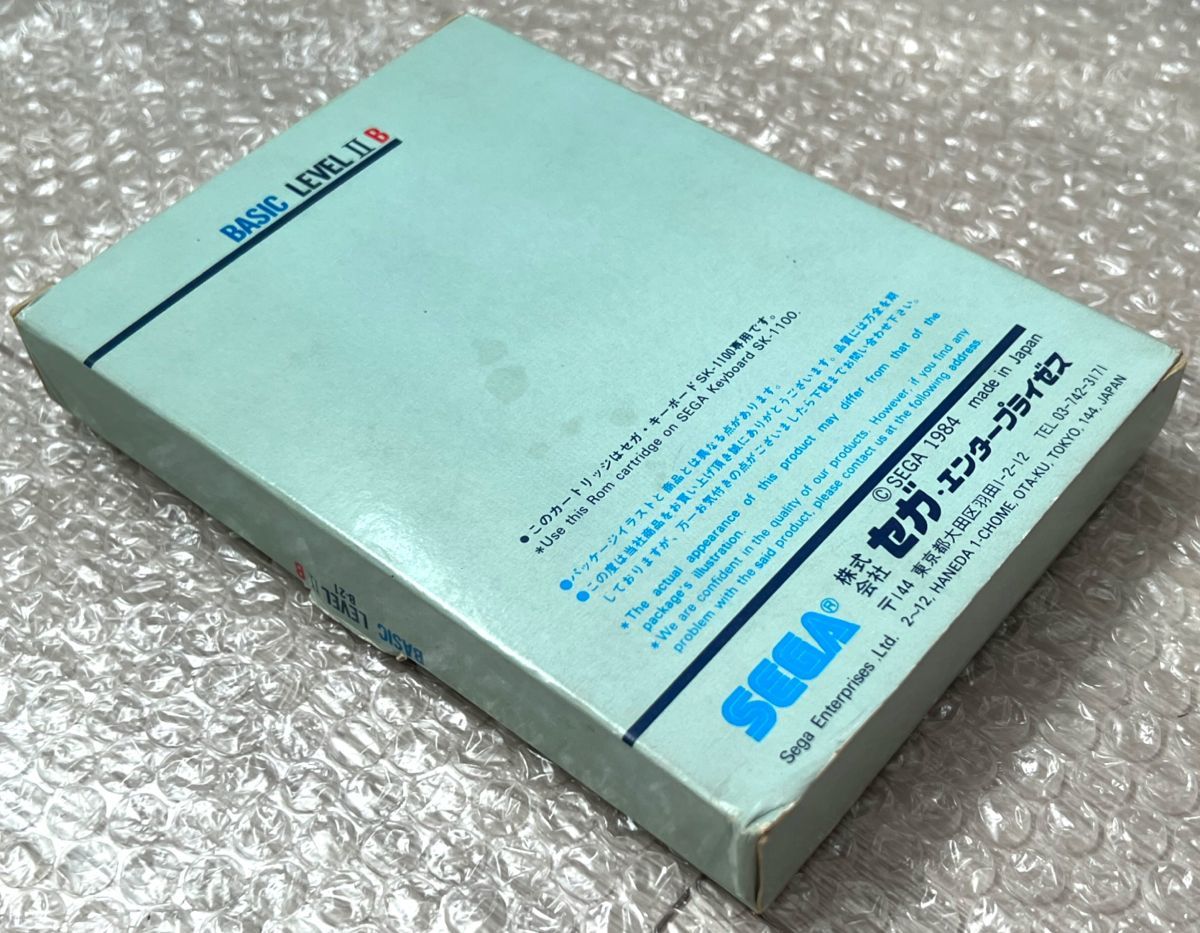 BASIC LEVEL II B
●このカートリッジはセガ・キーボードSK-1100専用です。
*Use this Rom cartridge on SEGA Keyboard SK-1100.
●パッケージイラストと商品とは異なる点があります。
●この度は当社商品をお買い上げ頂き誠にありがとうございます。品質には万全を期
しておりますが、万一お気付きの点がございましたら下記までお問い合わせ下さい。
*The actual appearance of this product may differ from that of the
package's illustration.
*We are confident in the quality of our products. However, if you find any
problem with the said product, please contact us at the following address.
©SEGA 1984 made in Japan
SEGA® 株式会社 セガ・エンタープライゼス
〒144 東京都大田区羽田1-2-12 TEL 03-742-3171
Sega Enterprises, Ltd. 2-12, HANEDA 1-CHOME, OTA-KU, TOKYO, 144, JAPAN
BASIC LEVEL II B
B-21